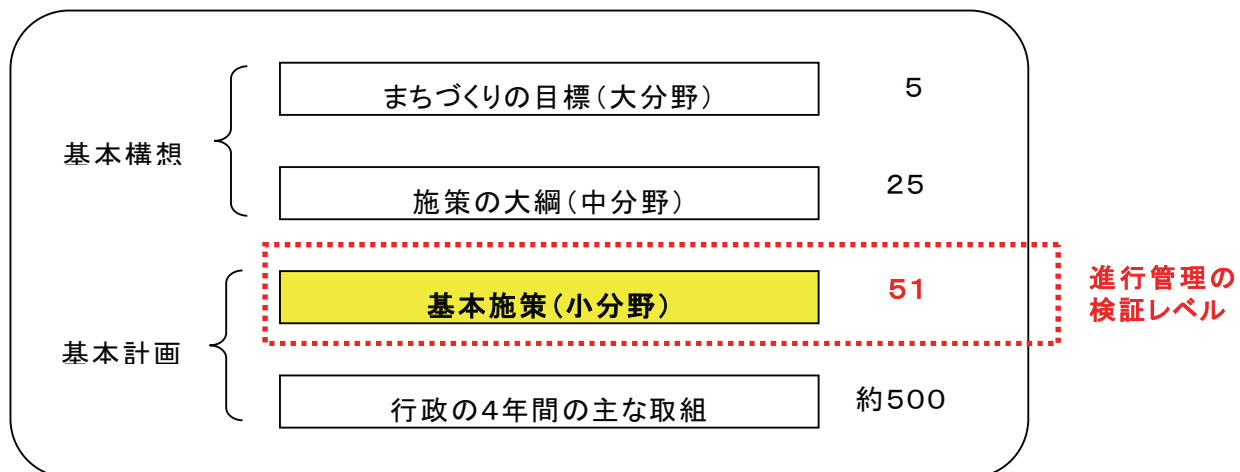 まちづくりの目標(大分野)
5
基本構想
施策の大綱(中分野)
25
基本施策(小分野)
51
進行管理の
検証レベル
基本計画
行政の4年間の主な取組
約500